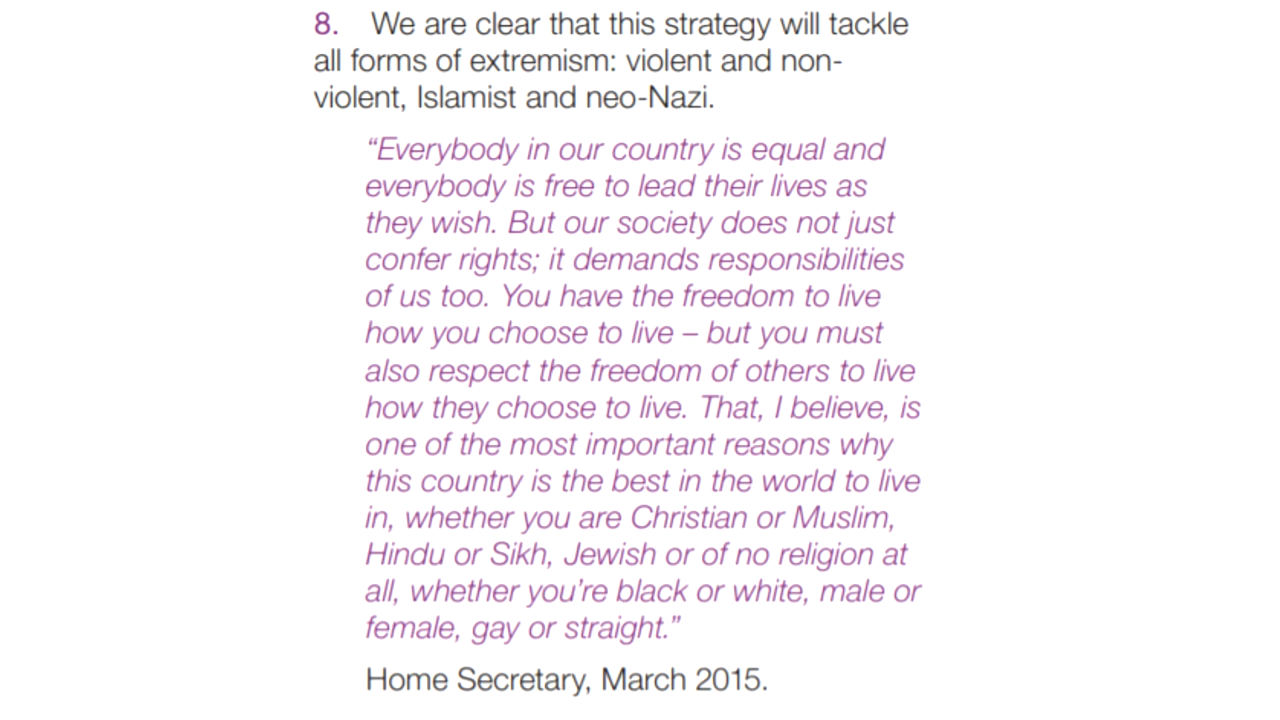 8. We are clear that this strategy will tackle
all forms of extremism: violent and non-
violent, Islamist and neo-Nazi.
“Everybody in our country is equal and
everybody is free to lead their lives as
they wish. But our society does not just
confer rights; it demands responsibilities
of us too. You have the freedom to live
how you choose to live – but you must
also respect the freedom of others to live
how they choose to live. That, I believe, is
one of the most important reasons why
this country is the best in the world to live
in, whether you are Christian or Muslim,
Hindu or Sikh, Jewish or of no religion at
all, whether you’re black or white, male or
female, gay or straight.”
Home Secretary, March 2015.